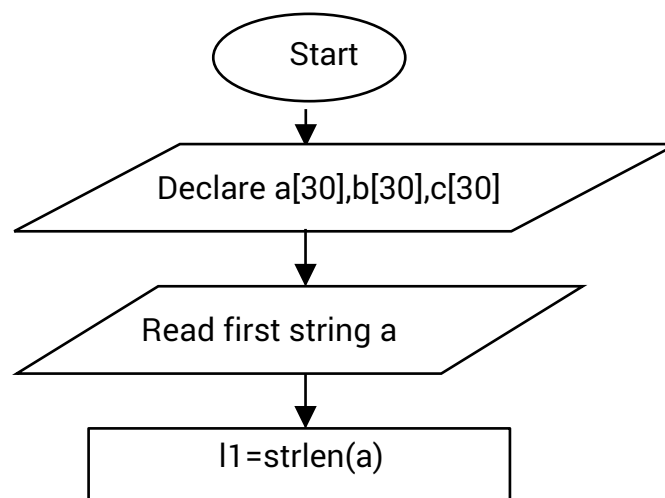 Start
Declare a[30],b[30],c[30]
Read first string a
l1=strlen(a)